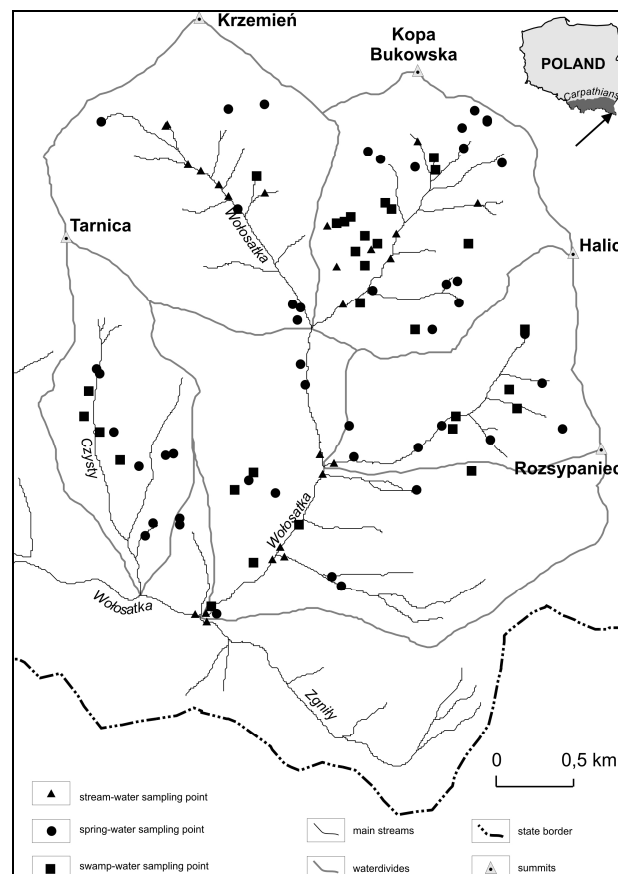 Krzemień
Kopa
Bukowska
POLAND
Carpathians
Tarnica
Wołosatka
Halic
Czysty
Rozsypaniec
Wołosatka
Wołosatka
Zgniły
0 0,5 km
stream-water sampling point
spring-water sampling point
main streams
state border
swamp-water sampling point
waterdivides
summits